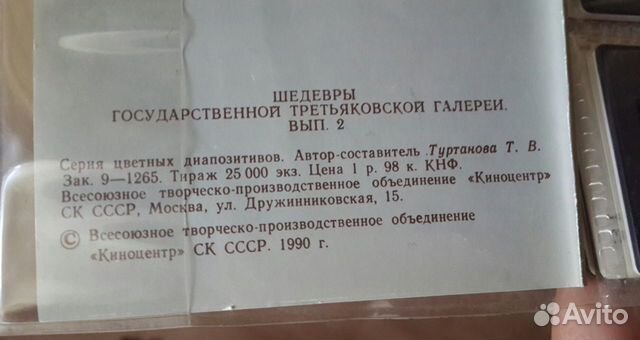 ШЕДЕВРЫ
ГОСУДАРСТВЕННОЙ ТРЕТЬЯКОВСКОЙ ГАЛЕРЕИ.
ВЫП. 2
Серия цветных диапозитивов. Автор-составитель Туртанова Т. В.
Зак. 9—1265. Тираж 25 000 экз. Цена 1 р. 98 к. КНФ.
Всесоюзное творческо-производственное объединение «Киноцентр»
СК СССР, Москва, ул. Дружинниковская, 15.
© Всесоюзное творческо-производственное объединение
«Киноцентр» СК СССР. 1990 г.
Avito